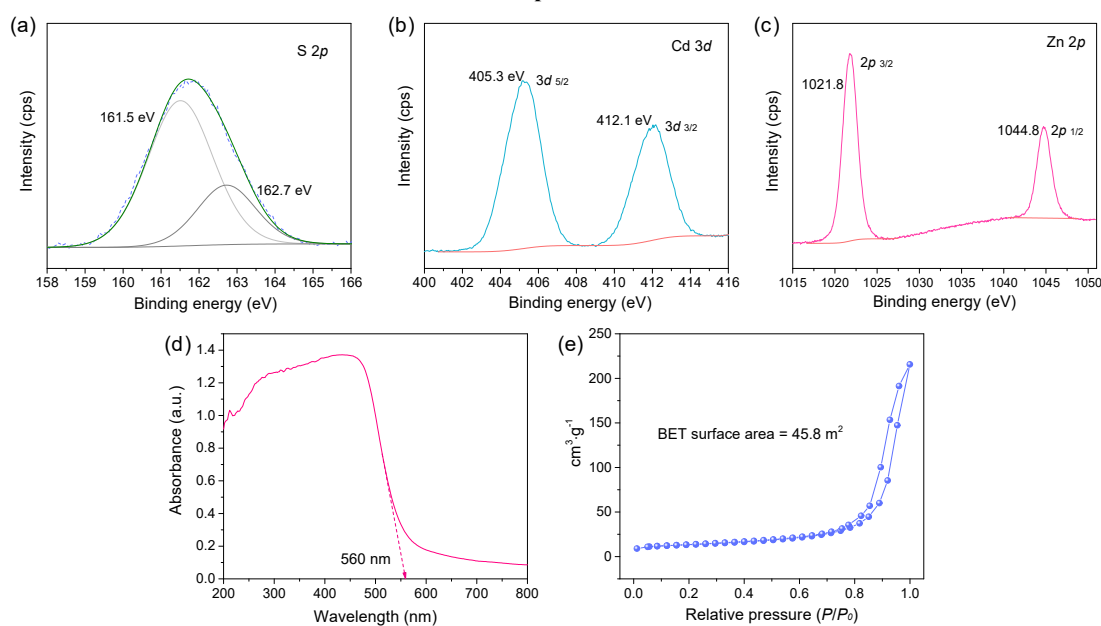 (a)
S 2p
161.5 eV
162.7 eV
Intensity (cps)
158 159 160 161 162 163 164 165 166
Binding energy (eV)
(b)
Cd 3d
405.3 eV
3d 5/2
412.1 eV
3d 3/2
Intensity (cps)
400 402 404 406 408 410 412 414 416
Binding energy (eV)
(c)
Zn 2p
2p 3/2
1021.8
1044.8
2p 1/2
Intensity (cps)
1015 1020 1025 1030 1035 1040 1045 1050
Binding energy (eV)
(d)
1.4
1.2
1.0
0.8
0.6
0.4
0.2
0.0
Absorbance (a.u.)
560 nm
200 300 400 500 600 700 800
Wavelength (nm)
(e)
250
200
150
100
50
0
cm³·g⁻¹
BET surface area = 45.8 m²
0.0 0.2 0.4 0.6 0.8 1.0
Relative pressure (P/P₀)